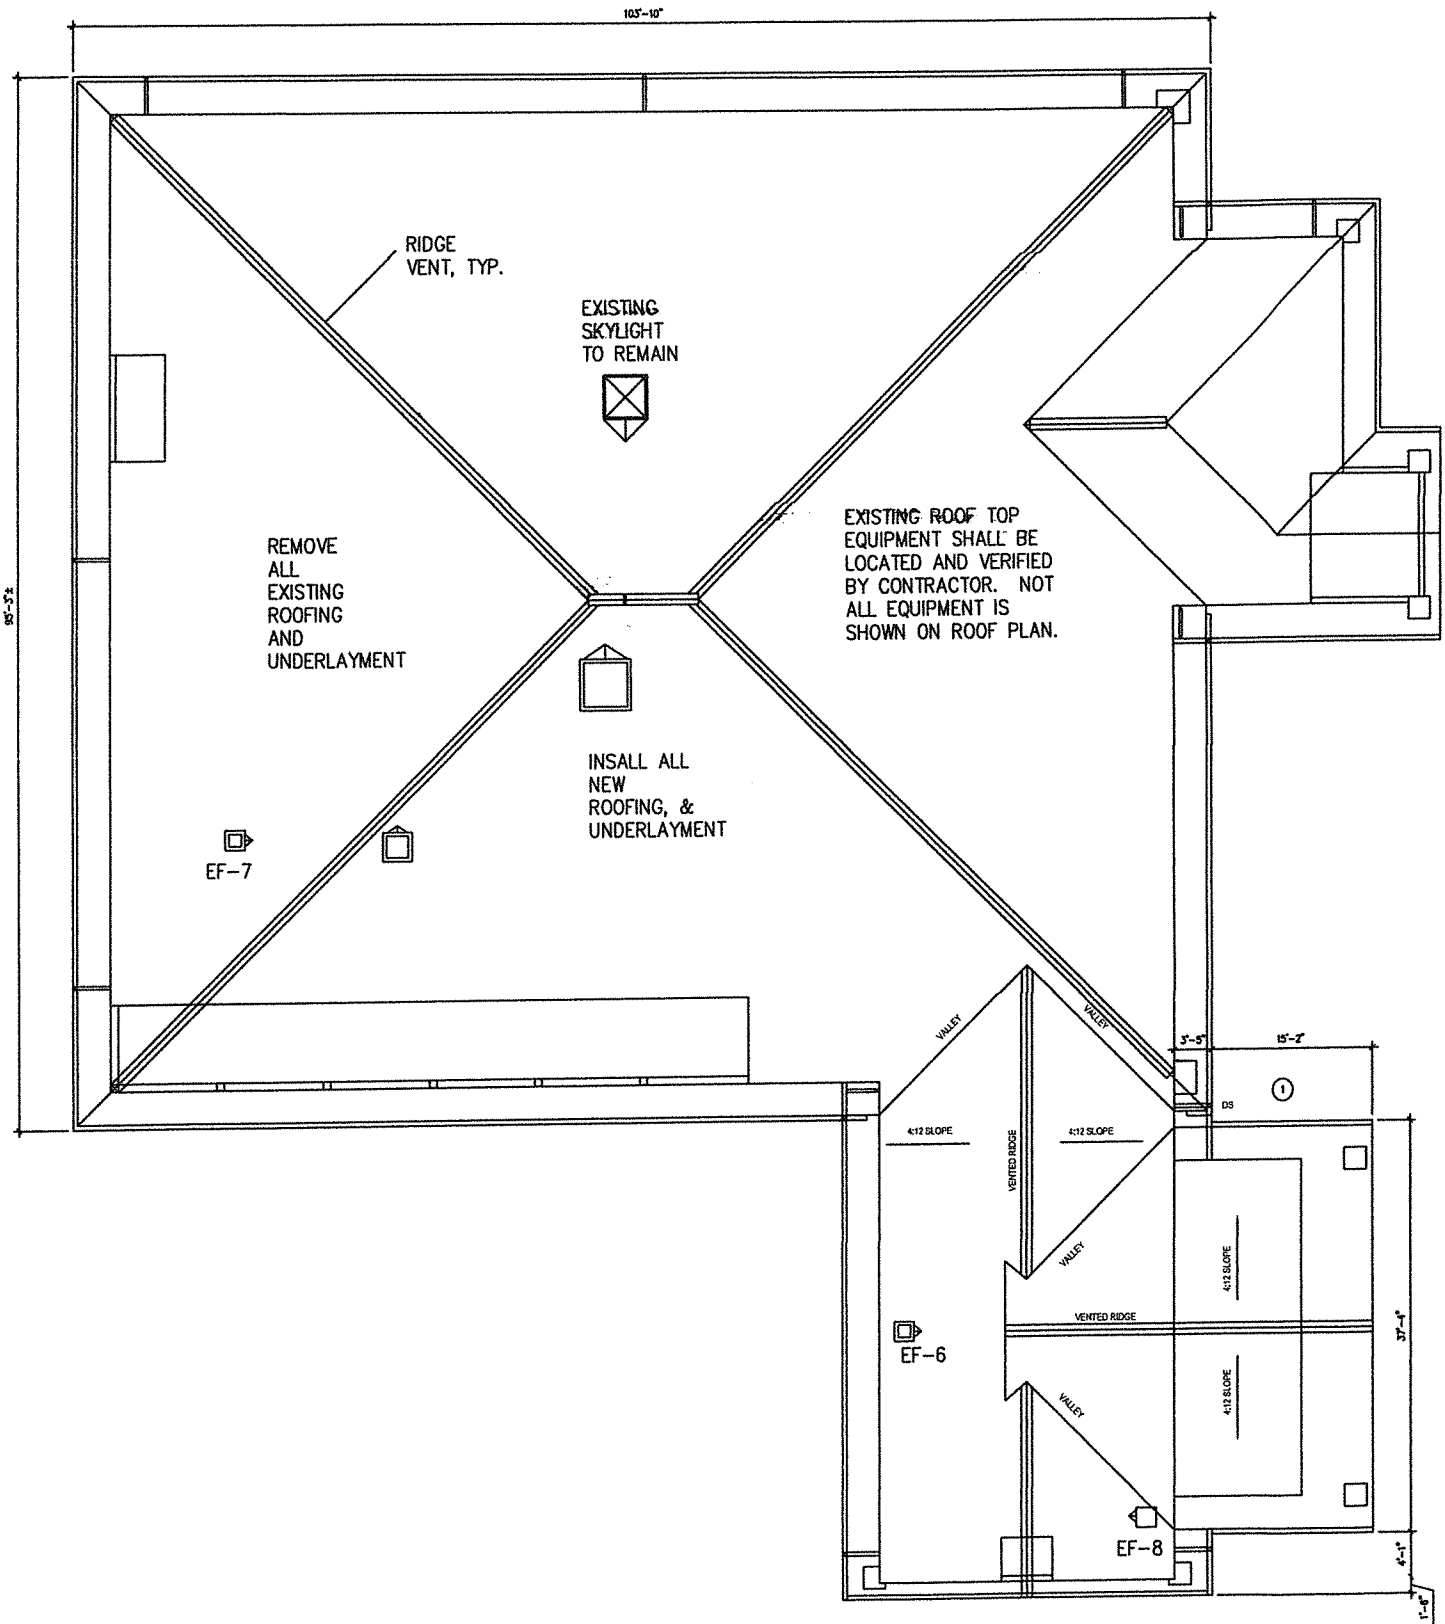 103'-10"
RIDGE
VENT, TYP.
EXISTING
SKYLIGHT
TO REMAIN
EXISTING ROOF TOP
EQUIPMENT SHALL BE
LOCATED AND VERIFIED
BY CONTRACTOR. NOT
ALL EQUIPMENT IS
SHOWN ON ROOF PLAN.
REMOVE
ALL
EXISTING
ROOFING
AND
UNDERLAYMENT
95'-3"±
INSALL ALL
NEW
ROOFING, &
UNDERLAYMENT
EF-7
VALLEY
VALLEY
3'-5"
15'-2"
1
DS
4:12 SLOPE
4:12 SLOPE
VENTED RIDGE
VALLEY
4:12 SLOPE
VENTED RIDGE
37'-4"
EF-6
4:12 SLOPE
VALLEY
EF-8
4'-1"
1'-6"